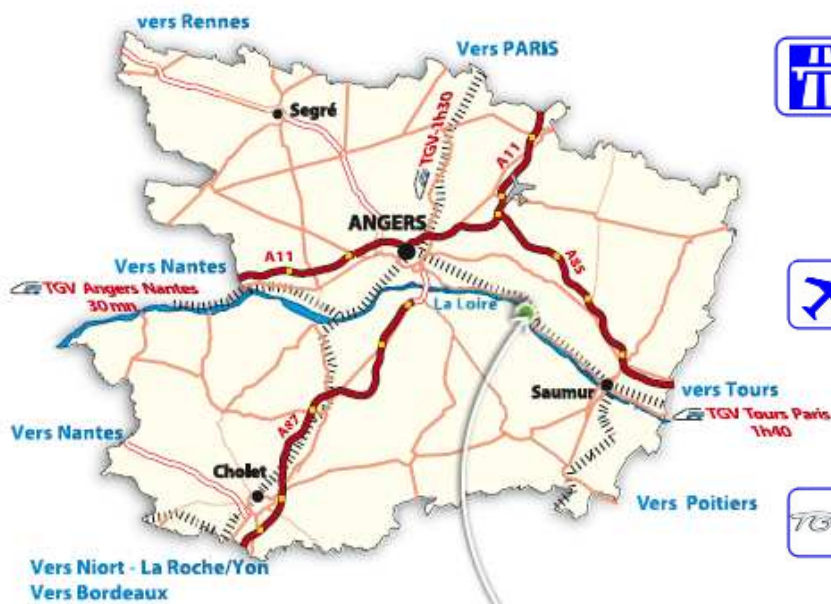 vers Rennes
Vers PARIS
Segré
TGV-1h30
A11
ANGERS
A11
A85
Vers Nantes
TGV Angers Nantes
30 mn
La Loire
Saumur
vers Tours
TGV Tours Paris
1h40
Vers Nantes
A87
Cholet
Vers Poitiers
Vers Niort - La Roche/Yon
Vers Bordeaux